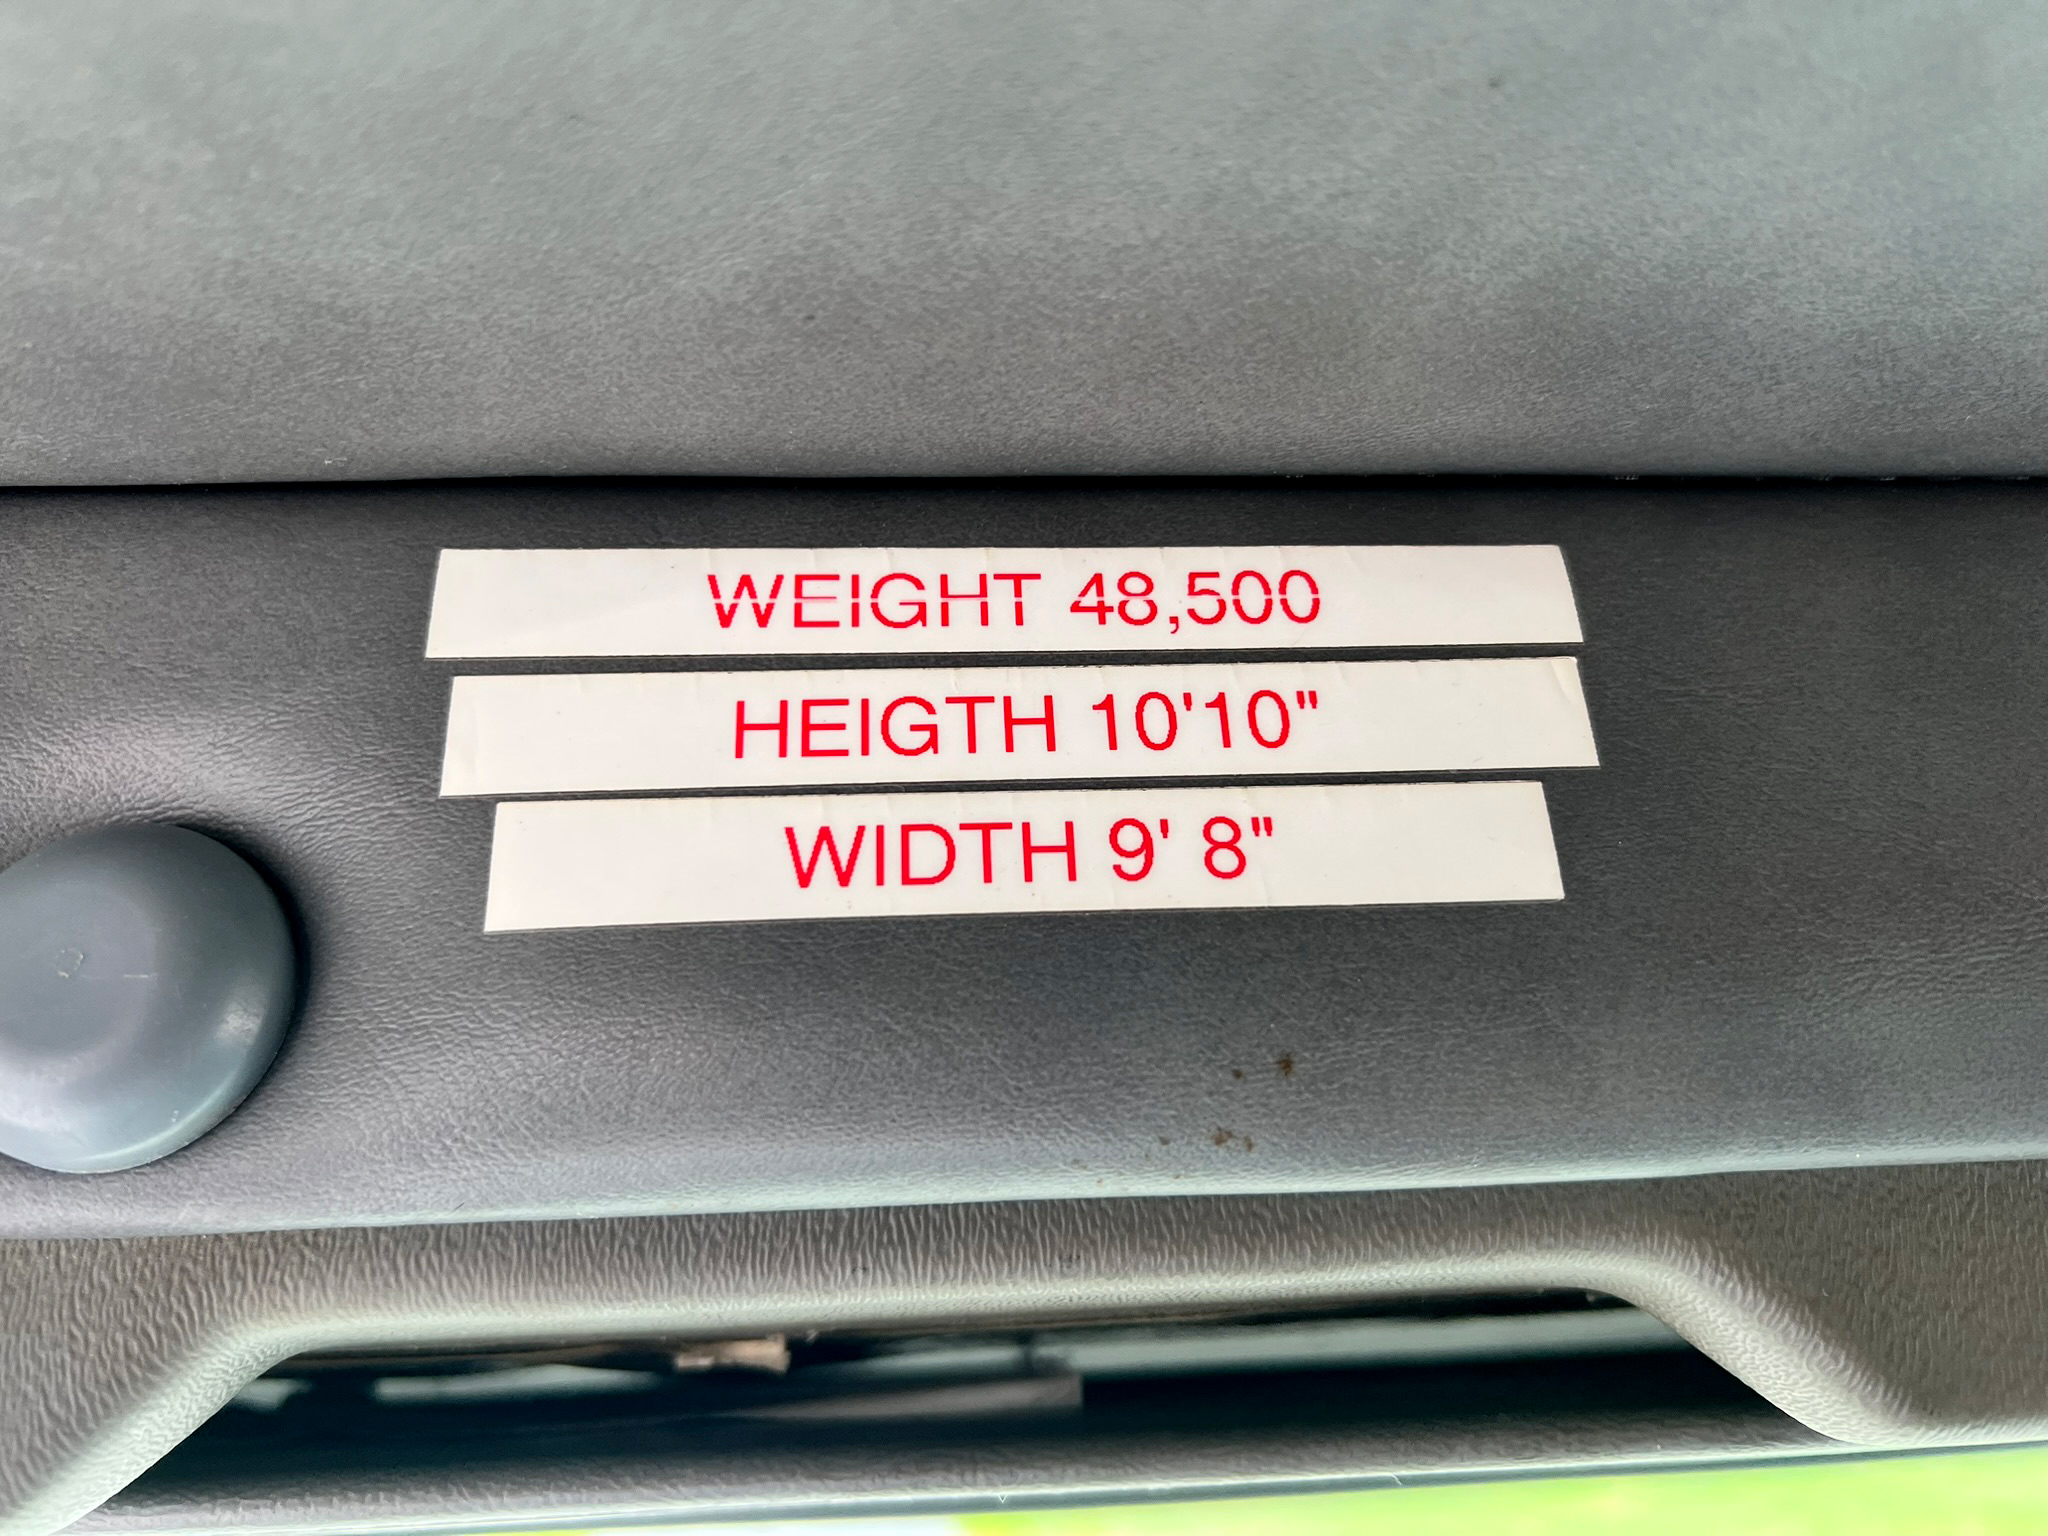 WEIGHT 48,500
HEIGTH 10'10"
WIDTH 9' 8"